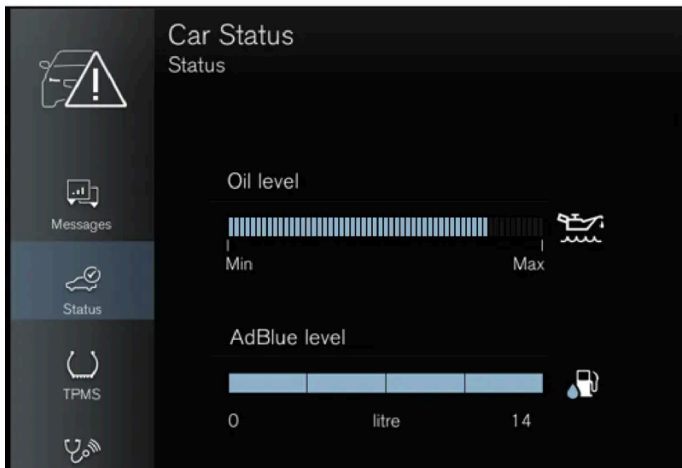 Car Status
Status
Messages
Status
TPMS
Oil level
Min Max
AdBlue level
0 litre 14